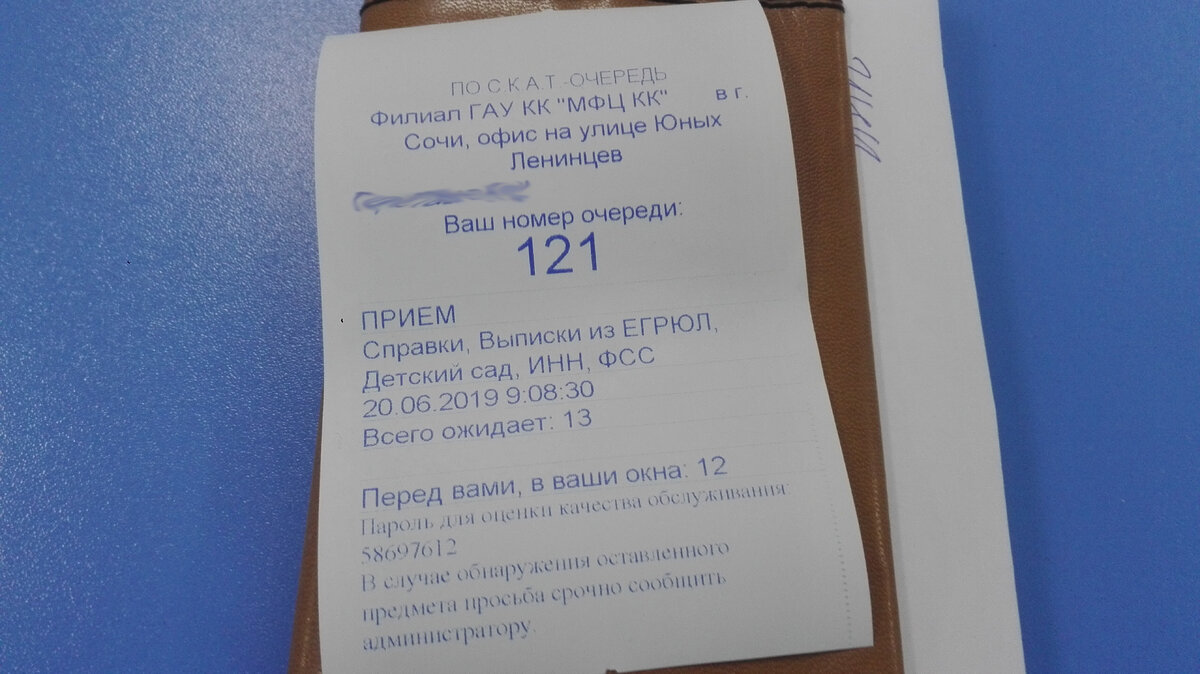 ПО С.К.А.Т.-ОЧЕРЕДЬ
Филиал ГАУ КК "МФЦ КК" в г.
Сочи, офис на улице Юных
Ленинцев
Ваш номер очереди:
121
ПРИЕМ
Справки, Выписки из ЕГРЮЛ,
Детский сад, ИНН, ФСС
20.06.2019 9:08:30
Всего ожидает: 13
Перед вами, в ваши окна: 12
Пароль для оценки качества обслуживания:
58697612
В случае обнаружения оставленного
предмета просьба срочно сообщить
администратору.